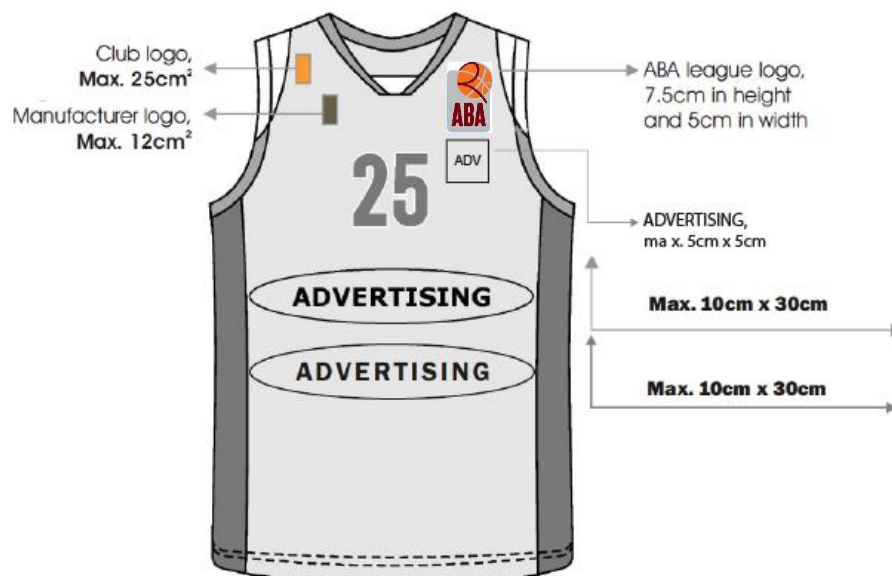 Club logo,
Max. 25cm²
Manufacturer logo,
Max. 12cm²
ABA
ABA league logo,
7.5cm in height
and 5cm in width
ADV
25
ADVERTISING,
ma x. 5cm x 5cm
ADVERTISING
Max. 10cm x 30cm
ADVERTISING
Max. 10cm x 30cm